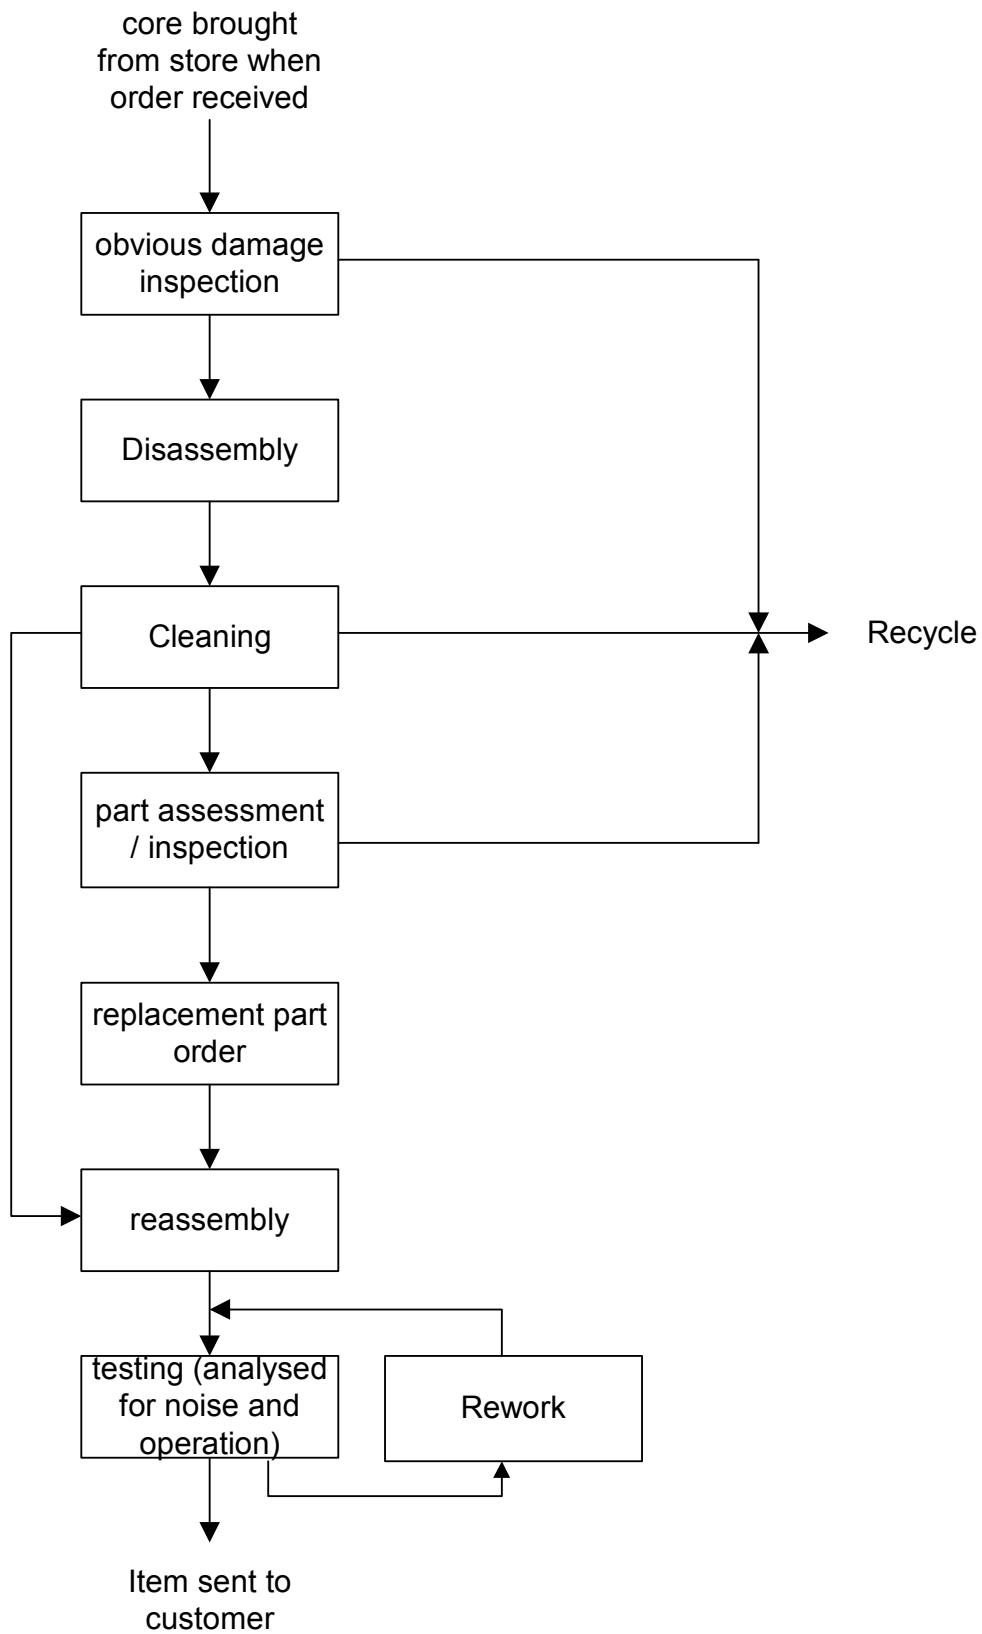 core brought
from store when
order received
obvious damage
inspection
Disassembly
Cleaning
Recycle
part assessment
/ inspection
replacement part
order
reassembly
testing (analysed
for noise and
operation)
Rework
Item sent to
customer